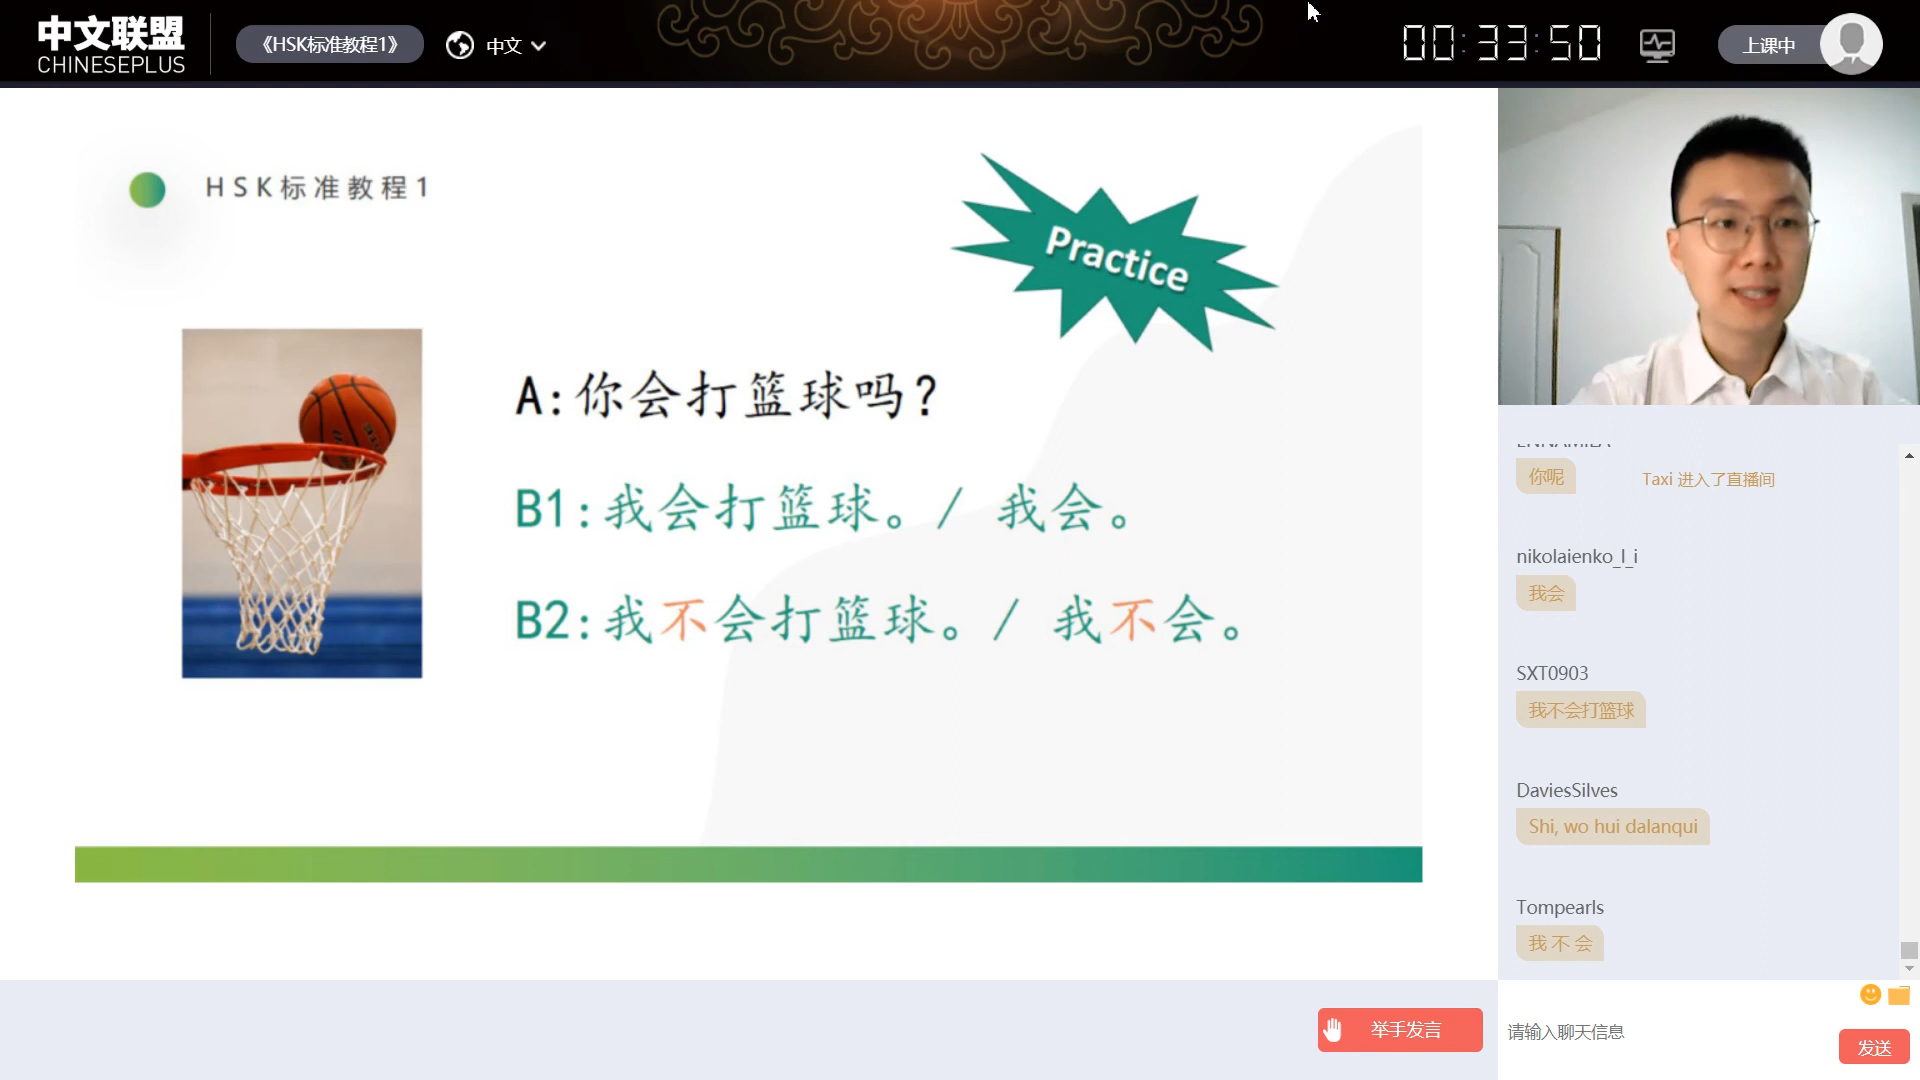 中文联盟
CHINESEPLUS
《HSK标准教程1》
中文
00:33:50
上课中
HSK标准教程1
Practice
A:你会打篮球吗？
B1:我会打篮球。/ 我会。
B2:我不会打篮球。/ 我不会。
你呢
Taxi 进入了直播间
nikolaienko_l_i
我会
SXT0903
我不会打篮球
DaviesSilves
Shi, wo hui dalanqui
Tompearls
我 不 会
举手发言
请输入聊天信息
发送